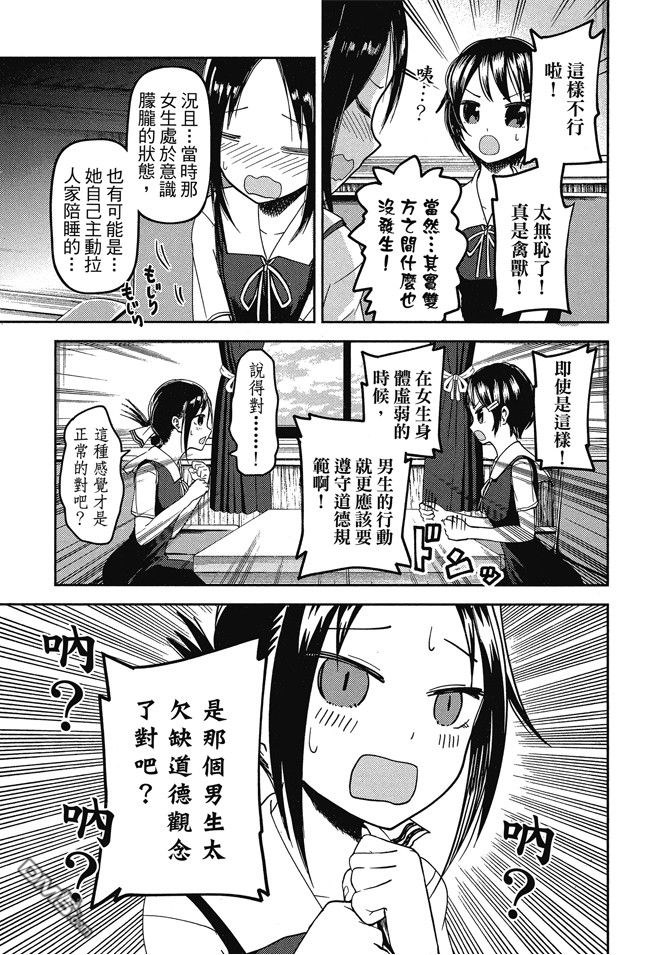 這樣不行
啦！
咦…？
太無恥了！
真是禽獸！
當然…其實雙
方之間什麼也
沒發生！
況且…當時那
女生處於意識
朦朧的狀態，
也有可能是…
她自己主動拉
人家陪睡的…
もじり
もじり
即使是這樣！
在女生身
體虛弱的
時候，
男生的行動
就更應該要
遵守道德規
範啊！
ドンッ
說得對……！
這種感覺才是
正常的對吧？
吶？
是那個男生太
欠缺道德觀念
了對吧？
吶？
吶？